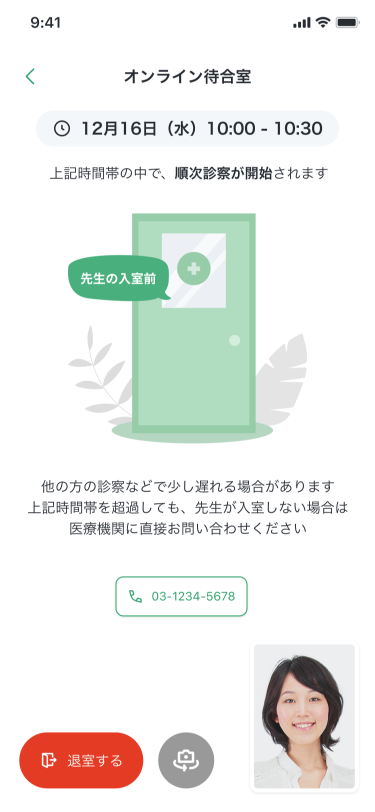 9:41
オンライン待合室
12月16日（水）10:00 - 10:30
上記時間帯の中で、順次診察が開始されます
先生の入室前
他の方の診察などで少し遅れる場合があります
上記時間帯を超過しても、先生が入室しない場合は
医療機関に直接お問い合わせください
03-1234-5678
退室する